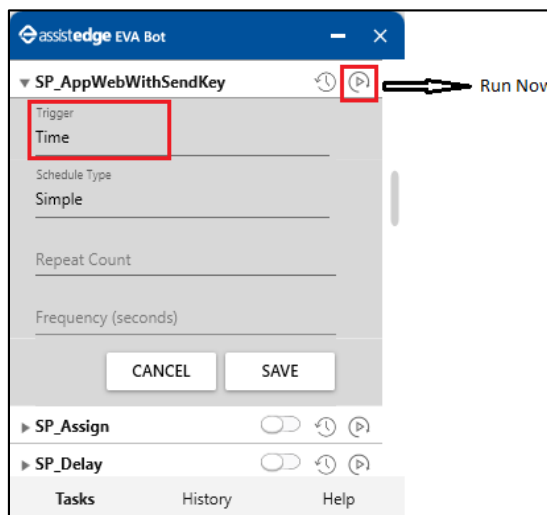 assistedge EVA Bot
SP_AppWebWithSendKey
Run Now
Trigger
Time
Schedule Type
Simple
Repeat Count
Frequency (seconds)
CANCEL SAVE
SP_Assign
SP_Delay
Tasks History Help